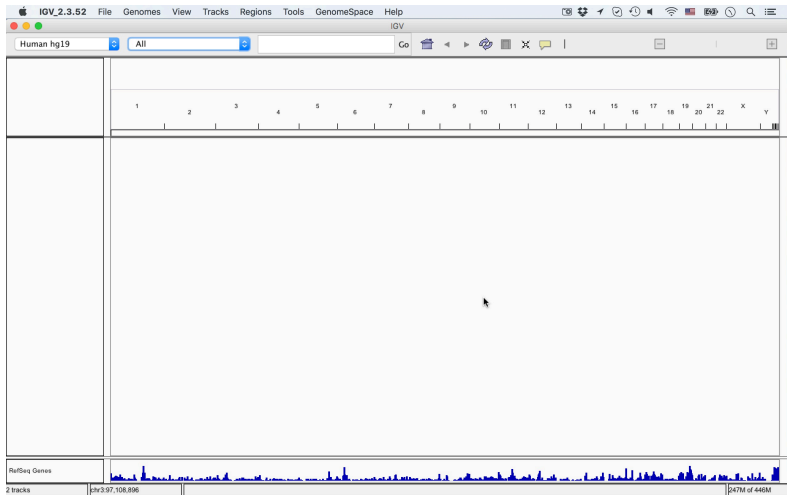 IGV_2.3.52 File Genomes View Tracks Regions Tools GenomeSpace Help
IGV
Human hg19 All Go
1 2 3 4 5 6 7 8 9 10 11 12 13 14 15 16 17 18 19 20 21 22 X Y
RefSeq Genes
2 tracks chr3:97,108,896 247M of 446M